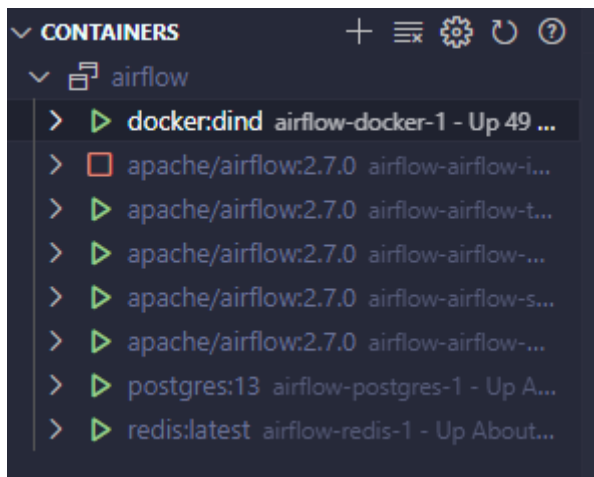 CONTAINERS
airflow
docker:dind airflow-docker-1 - Up 49 ...
apache/airflow:2.7.0 airflow-airflow-i...
apache/airflow:2.7.0 airflow-airflow-t...
apache/airflow:2.7.0 airflow-airflow-...
apache/airflow:2.7.0 airflow-airflow-s...
apache/airflow:2.7.0 airflow-airflow-...
postgres:13 airflow-postgres-1 - Up A...
redis:latest airflow-redis-1 - Up About...